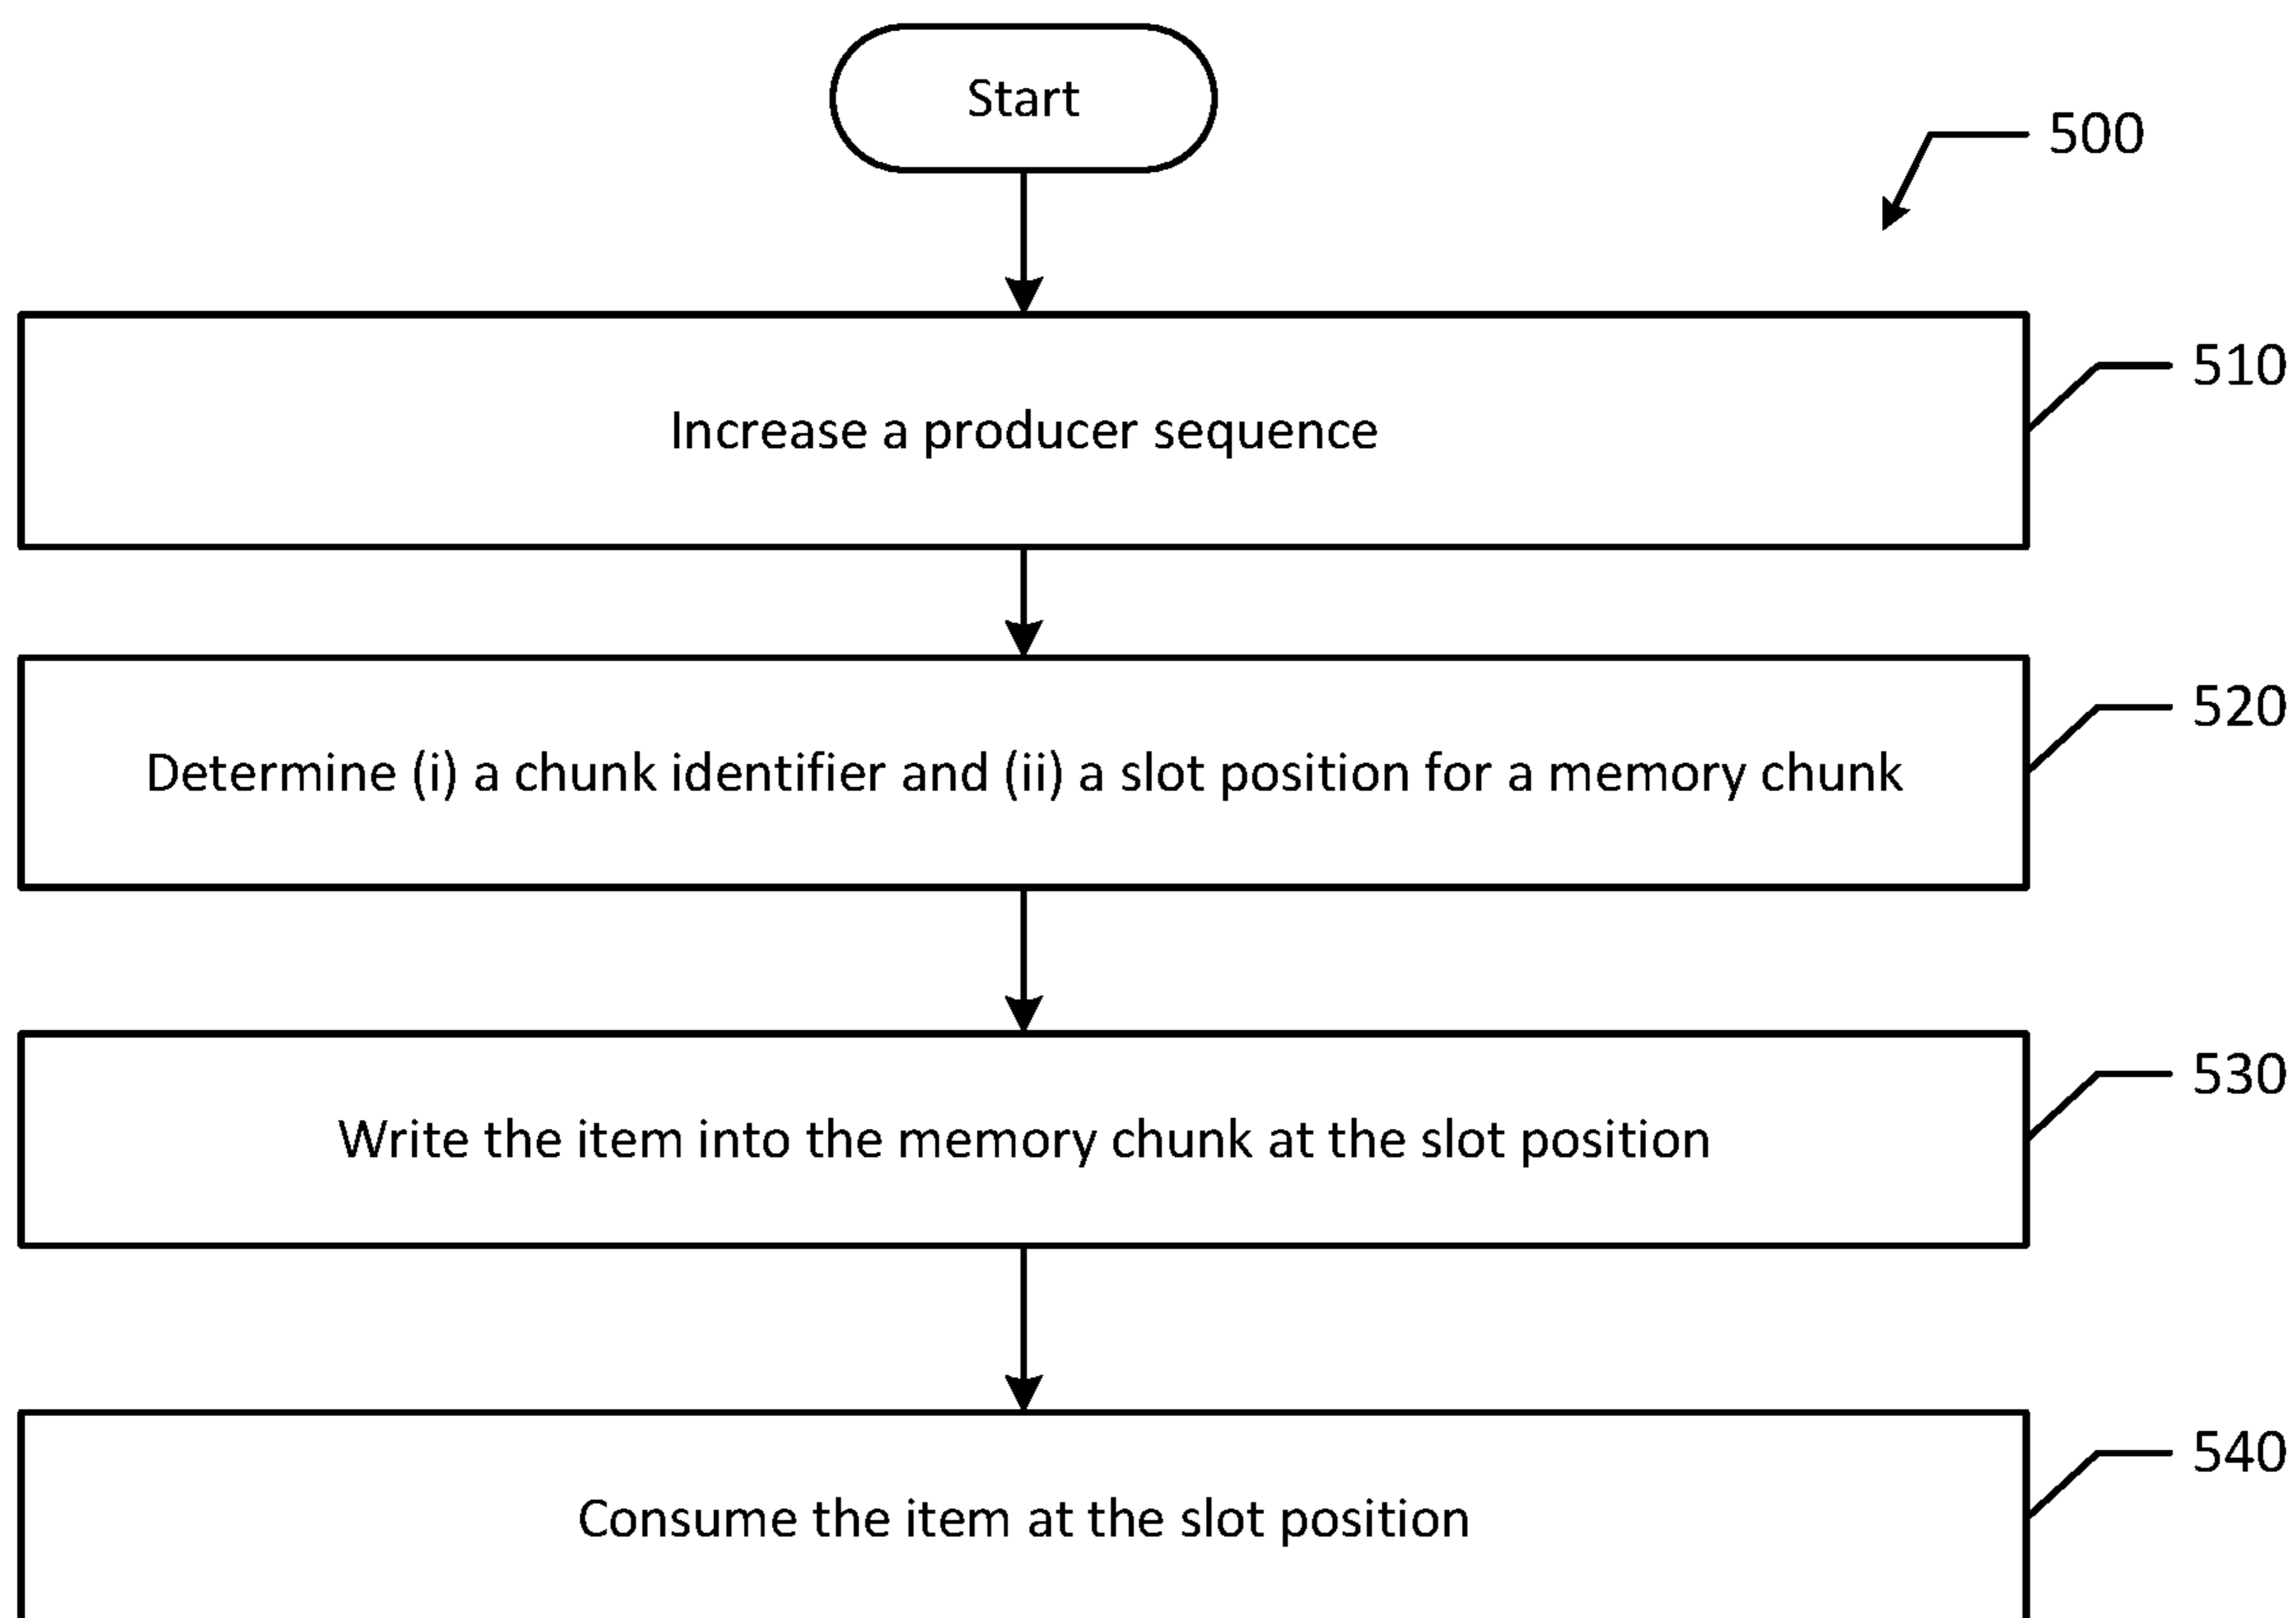 Start
500
Increase a producer sequence
510
Determine (i) a chunk identifier and (ii) a slot position for a memory chunk
520
Write the item into the memory chunk at the slot position
530
Consume the item at the slot position
540